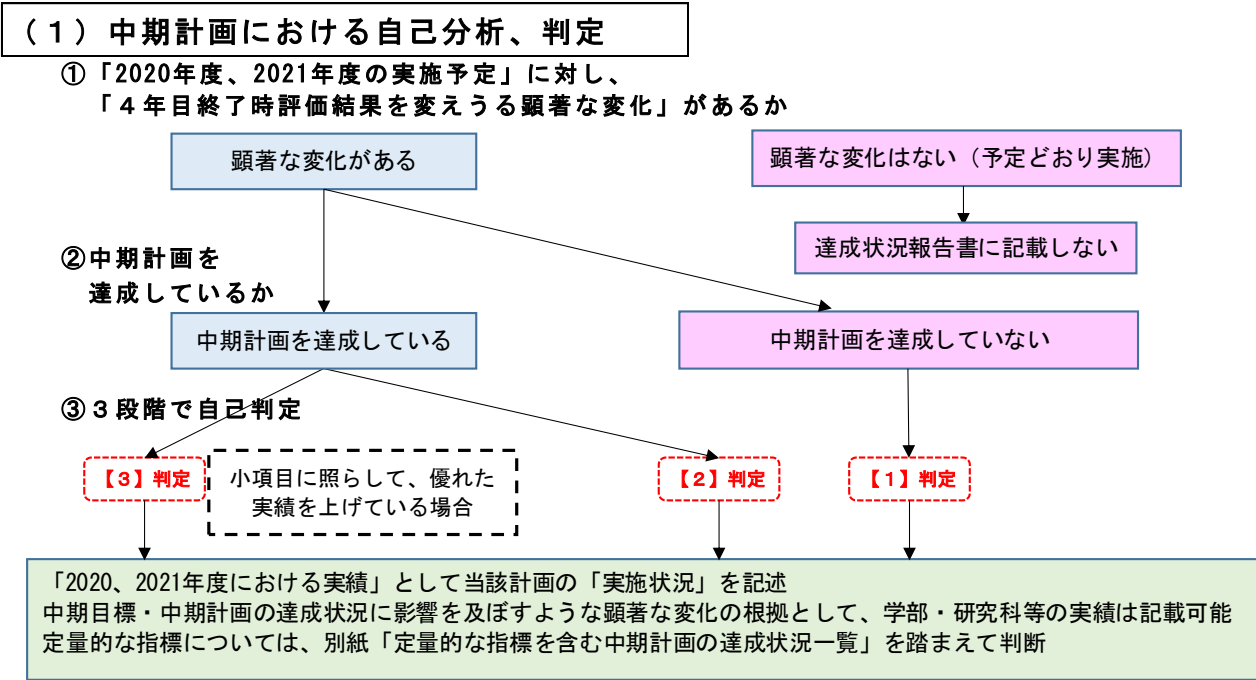 （１）中期計画における自己分析、判定
①「2020年度、2021年度の実施予定」に対し、
「４年目終了時評価結果を変えうる顕著な変化」があるか
顕著な変化がある
顕著な変化はない（予定どおり実施）
達成状況報告書に記載しない
②中期計画を
達成しているか
中期計画を達成している
中期計画を達成していない
③３段階で自己判定
【３】判定
小項目に照らして、優れた
実績を上げている場合
【２】判定
【１】判定
「2020、2021年度における実績」として当該計画の「実施状況」を記述
中期目標・中期計画の達成状況に影響を及ぼすような顕著な変化の根拠として、学部・研究科等の実績は記載可能
定量的な指標については、別紙「定量的な指標を含む中期計画の達成状況一覧」を踏まえて判断